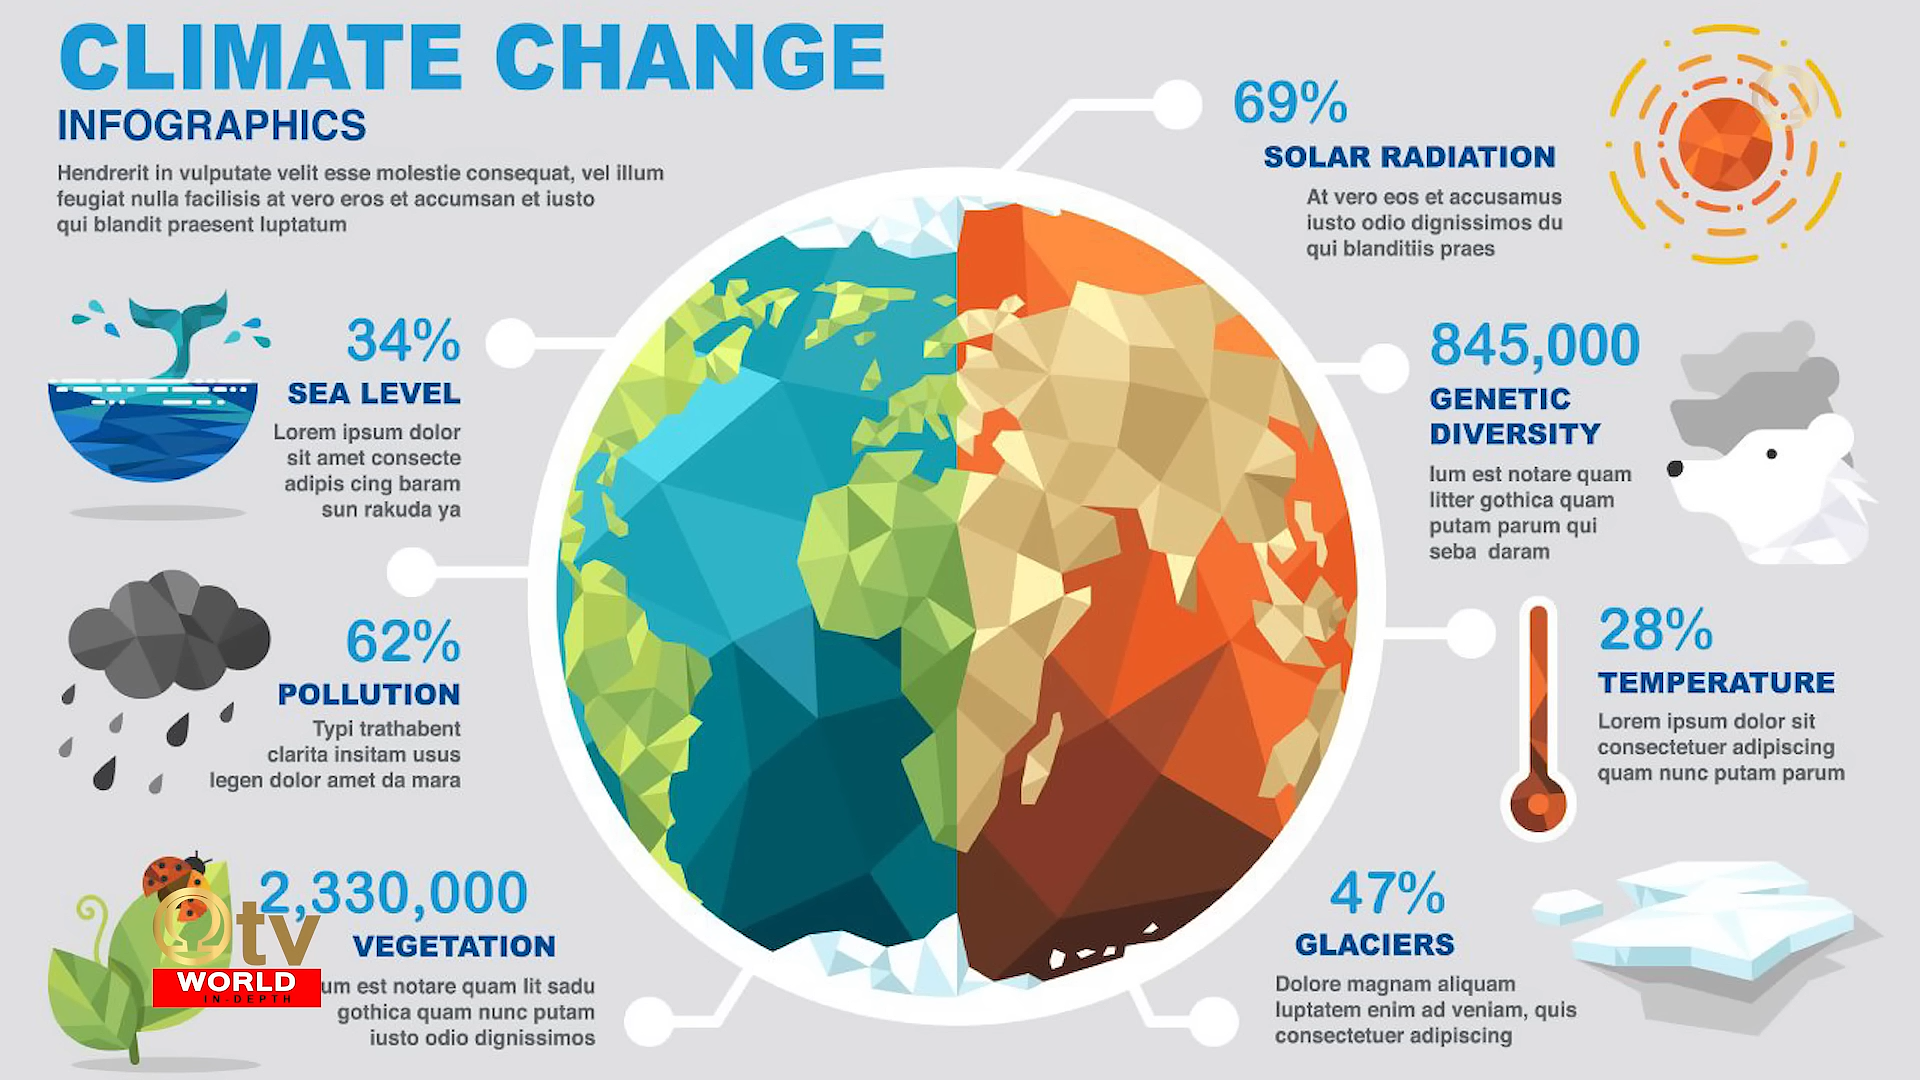 CLIMATE CHANGE
INFOGRAPHICS
Hendrerit in vulputate velit esse molestie consequat, vel illum
feugiat nulla facilisis at vero eros et accumsan et iusto
qui blandit praesent luptatum
34%
SEA LEVEL
Lorem ipsum dolor
sit amet consecte
adipis cing baram
sun rakuda ya
62%
POLLUTION
Typi trathabent
clarita insitam usus
legen dolor amet da mara
2,330,000
VEGETATION
um est notare quam lit sadu
gothica quam nunc putam
iusto odio dignissimos
tv
WORLD
IN-DEPTH
69%
SOLAR RADIATION
At vero eos et accusamus
iusto odio dignissimos du
qui blanditiis praes
845,000
GENETIC
DIVERSITY
Ium est notare quam
litter gothica quam
putam parum qui
seba daram
28%
TEMPERATURE
Lorem ipsum dolor sit
consectetuer adipiscing
quam nunc putam parum
47%
GLACIERS
Dolore magnam aliquam
luptatem enim ad veniam, quis
consectetuer adipiscing